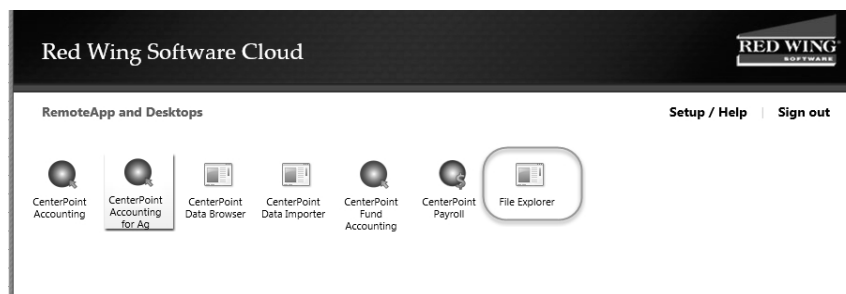 Red Wing Software Cloud
RED WING
SOFTWARE
RemoteApp and Desktops
Setup / Help
Sign out
CenterPoint
Accounting
CenterPoint
Accounting
for Ag
CenterPoint
Data Browser
CenterPoint
Data Importer
CenterPoint
Fund
Accounting
CenterPoint
Payroll
File Explorer